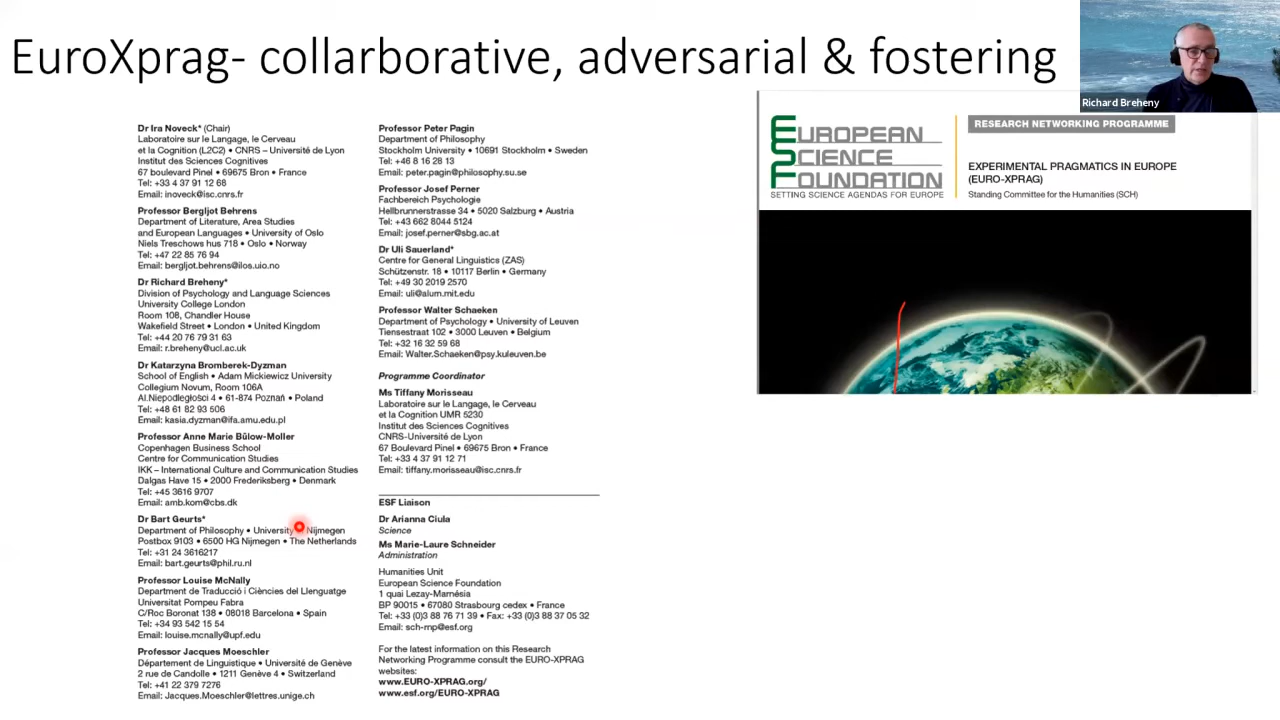 EuroXprag- collarborative, adversarial & fostering
Dr Ira Noveck* (Chair)
Laboratoire sur le Langage, le Cerveau
et la Cognition (L2C2) • CNRS – Université de Lyon
Institut des Sciences Cognitives
67 boulevard Pinel • 69675 Bron • France
Tel: +33 4 37 91 12 68
Email: inoveck@isc.cnrs.fr
Professor Bergljot Behrens
Department of Literature, Area Studies
and European Languages • University of Oslo
Niels Treschows hus 718 • Oslo • Norway
Tel: +47 22 85 76 94
Email: bergljot.behrens@ilos.uio.no
Dr Richard Breheny*
Division of Psychology and Language Sciences
University College London
Room 108, Chandler House
Wakefield Street • London • United Kingdom
Tel: +44 20 76 79 31 63
Email: r.breheny@ucl.ac.uk
Dr Katarzyna Bromberek-Dyzman
School of English • Adam Mickiewicz University
Collegium Novum, Room 106A
Al.Niepodległości 4 • 61-874 Poznań • Poland
Tel: +48 61 82 93 506
Email: kasia.dyzman@ifa.amu.edu.pl
Professor Anne Marie Bülow-Moller
Copenhagen Business School
Centre for Communication Studies
IKK – International Culture and Communication Studies
Dalgas Have 15 • 2000 Frederiksberg • Denmark
Tel: +45 3616 9707
Email: amb.kom@cbs.dk
Dr Bart Geurts*
Department of Philosophy • University Nijmegen
Postbox 9103 • 6500 HG Nijmegen • The Netherlands
Tel: +31 24 3616217
Email: bart.geurts@phil.ru.nl
Professor Louise McNally
Department de Traducció i Ciències del Llenguatge
Universitat Pompeu Fabra
C/Roc Boronat 138 • 08018 Barcelona • Spain
Tel: +34 93 542 15 54
Email: louise.mcnally@upf.edu
Professor Jacques Moeschler
Département de Linguistique • Université de Genève
2 rue de Candolle • 1211 Genève 4 • Switzerland
Tel: +41 22 379 7276
Email: Jacques.Moeschler@lettres.unige.ch
Professor Peter Pagin
Department of Philosophy
Stockholm University • 10691 Stockholm • Sweden
Tel: +46 8 16 28 13
Email: peter.pagin@philosophy.su.se
Professor Josef Perner
Fachbereich Psychologie
Hellbrunnerstrasse 34 • 5020 Salzburg • Austria
Tel: +43 662 8044 5124
Email: josef.perner@sbg.ac.at
Dr Uli Sauerland*
Centre for General Linguistics (ZAS)
Schützenstr. 18 • 10117 Berlin • Germany
Tel: +49 30 2019 2570
Email: uli@alum.mit.edu
Professor Walter Schaeken
Department of Psychology • University of Leuven
Tiensestraat 102 • 3000 Leuven • Belgium
Tel: +32 16 32 59 68
Email: Walter.Schaeken@psy.kuleuven.be
Programme Coordinator
Ms Tiffany Morisseau
Laboratoire sur le Langage, le Cerveau
et la Cognition UMR 5230
Institut des Sciences Cognitives
CNRS-Université de Lyon
67 Boulevard Pinel • 69675 Bron • France
Tel: +33 4 37 91 12 71
Email: tiffany.morisseau@isc.cnrs.fr
ESF Liaison
Dr Arianna Ciula
Science
Ms Marie-Laure Schneider
Administration
Humanities Unit
European Science Foundation
1 quai Lezay-Marnésia
BP 90015 • 67080 Strasbourg cedex • France
Tel: +33 (0)3 88 76 71 39 • Fax: +33 (0)3 88 37 05 32
Email: sch-rnp@esf.org
For the latest information on this Research
Networking Programme consult the EURO-XPRAG
websites:
www.EURO-XPRAG.org/
www.esf.org/EURO-XPRAG
Richard Breheny
EUROPEAN
SCIENCE
FOUNDATION
SETTING SCIENCE AGENDAS FOR EUROPE
RESEARCH NETWORKING PROGRAMME
EXPERIMENTAL PRAGMATICS IN EUROPE
(EURO-XPRAG)
Standing Committee for the Humanities (SCH)